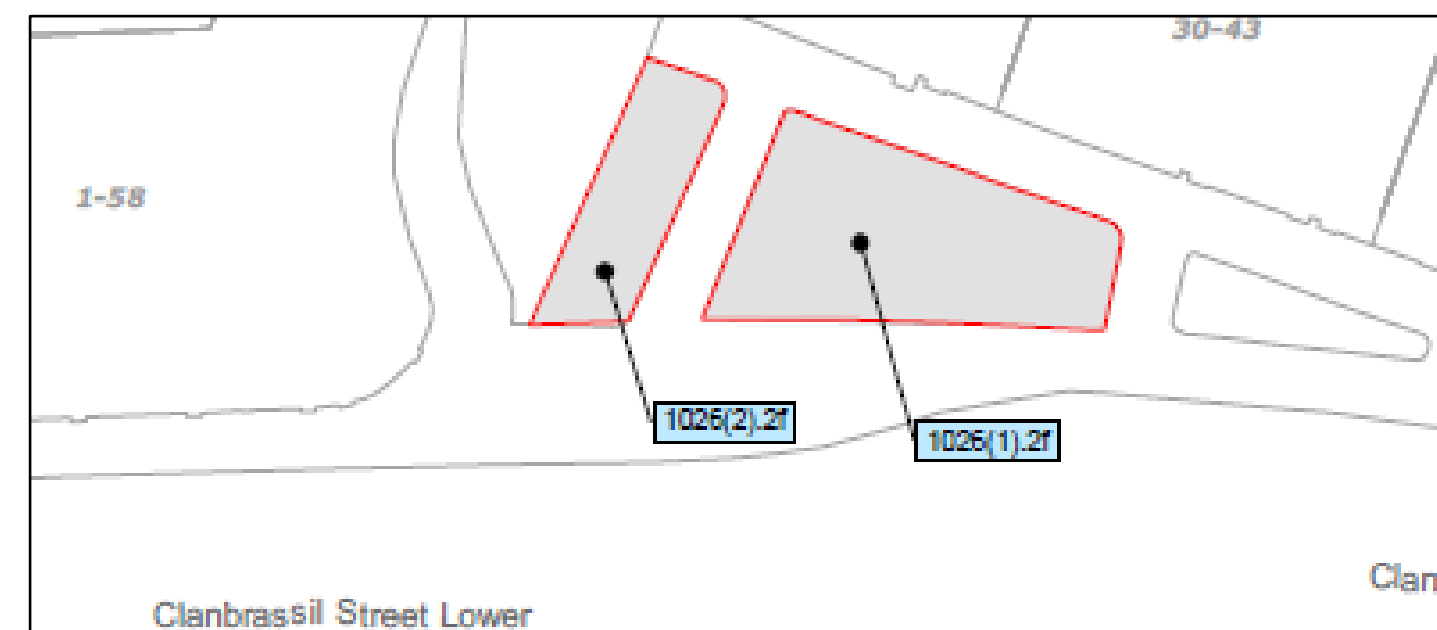 30-43
1-58
1026(2).2f
1026(1).2f
Clan
Clanbrassil Street Lower